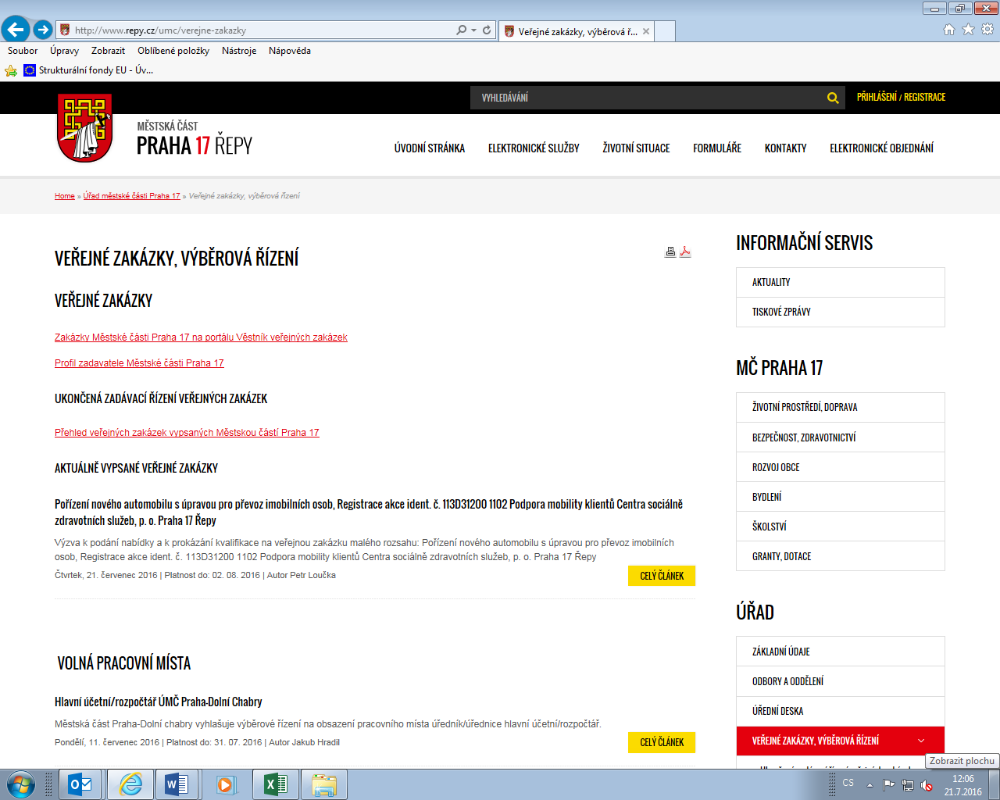 http://www.repy.cz/umc/verejne-zakazky
Veřejné zakázky, výběrová ř...
Soubor Úpravy Zobrazit Oblíbené položky Nástroje Nápověda
Strukturální fondy EU - Úv...
VYHLEDÁVÁNÍ
PŘIHLÁŠENÍ / REGISTRACE
MĚSTSKÁ ČÁST
PRAHA 17 ŘEPY
ÚVODNÍ STRÁNKA ELEKTRONICKÉ SLUŽBY ŽIVOTNÍ SITUACE FORMULÁŘE KONTAKTY ELEKTRONICKÉ OBJEDNÁNÍ
Home » Úřad městské části Praha 17 » Veřejné zakázky, výběrová řízení
VEŘEJNÉ ZAKÁZKY, VÝBĚROVÁ ŘÍZENÍ
VEŘEJNÉ ZAKÁZKY
Zakázky Městské části Praha 17 na portálu Věstník veřejných zakázek
Profil zadavatele Městské části Praha 17
UKONČENÁ ZADÁVACÍ ŘÍZENÍ VEŘEJNÝCH ZAKÁZEK
Přehled veřejných zakázek vypsaných Městskou částí Praha 17
AKTUÁLNĚ VYPSANÉ VEŘEJNÉ ZAKÁZKY
Pořízení nového automobilu s úpravou pro převoz imobilních osob, Registrace akce ident. č. 113D31200 1102 Podpora mobility klientů Centra sociálně
zdravotních služeb, p. o. Praha 17 Řepy
Výzva k podání nabídky a k prokázání kvalifikace na veřejnou zakázku malého rozsahu: Pořízení nového automobilu s úpravou pro převoz imobilních
osob, Registrace akce ident. č. 113D31200 1102 Podpora mobility klientů Centra sociálně zdravotních služeb, p. o. Praha 17 Řepy
Čtvrtek, 21. červenec 2016 | Platnost do: 02. 08. 2016 | Autor Petr Loučka
CELÝ ČLÁNEK
VOLNÁ PRACOVNÍ MÍSTA
Hlavní účetní/rozpočtář ÚMČ Praha-Dolní Chabry
Městská část Praha-Dolní chabry vyhlašuje výběrové řízení na obsazení pracovního místa úředník/úřednice hlavní účetní/rozpočtář.
Pondělí, 11. červenec 2016 | Platnost do: 31. 07. 2016 | Autor Jakub Hradil
CELÝ ČLÁNEK
INFORMAČNÍ SERVIS
AKTUALITY
TISKOVÉ ZPRÁVY
MČ PRAHA 17
ŽIVOTNÍ PROSTŘEDÍ, DOPRAVA
BEZPEČNOST, ZDRAVOTNICTVÍ
ROZVOJ OBCE
BYDLENÍ
ŠKOLSTVÍ
GRANTY, DOTACE
ÚŘAD
ZÁKLADNÍ ÚDAJE
ODBORY A ODDĚLENÍ
ÚŘEDNÍ DESKA
VEŘEJNÉ ZAKÁZKY, VÝBĚROVÁ ŘÍZENÍ
Zobrazit plochu
CS
12:06
21.7.2016